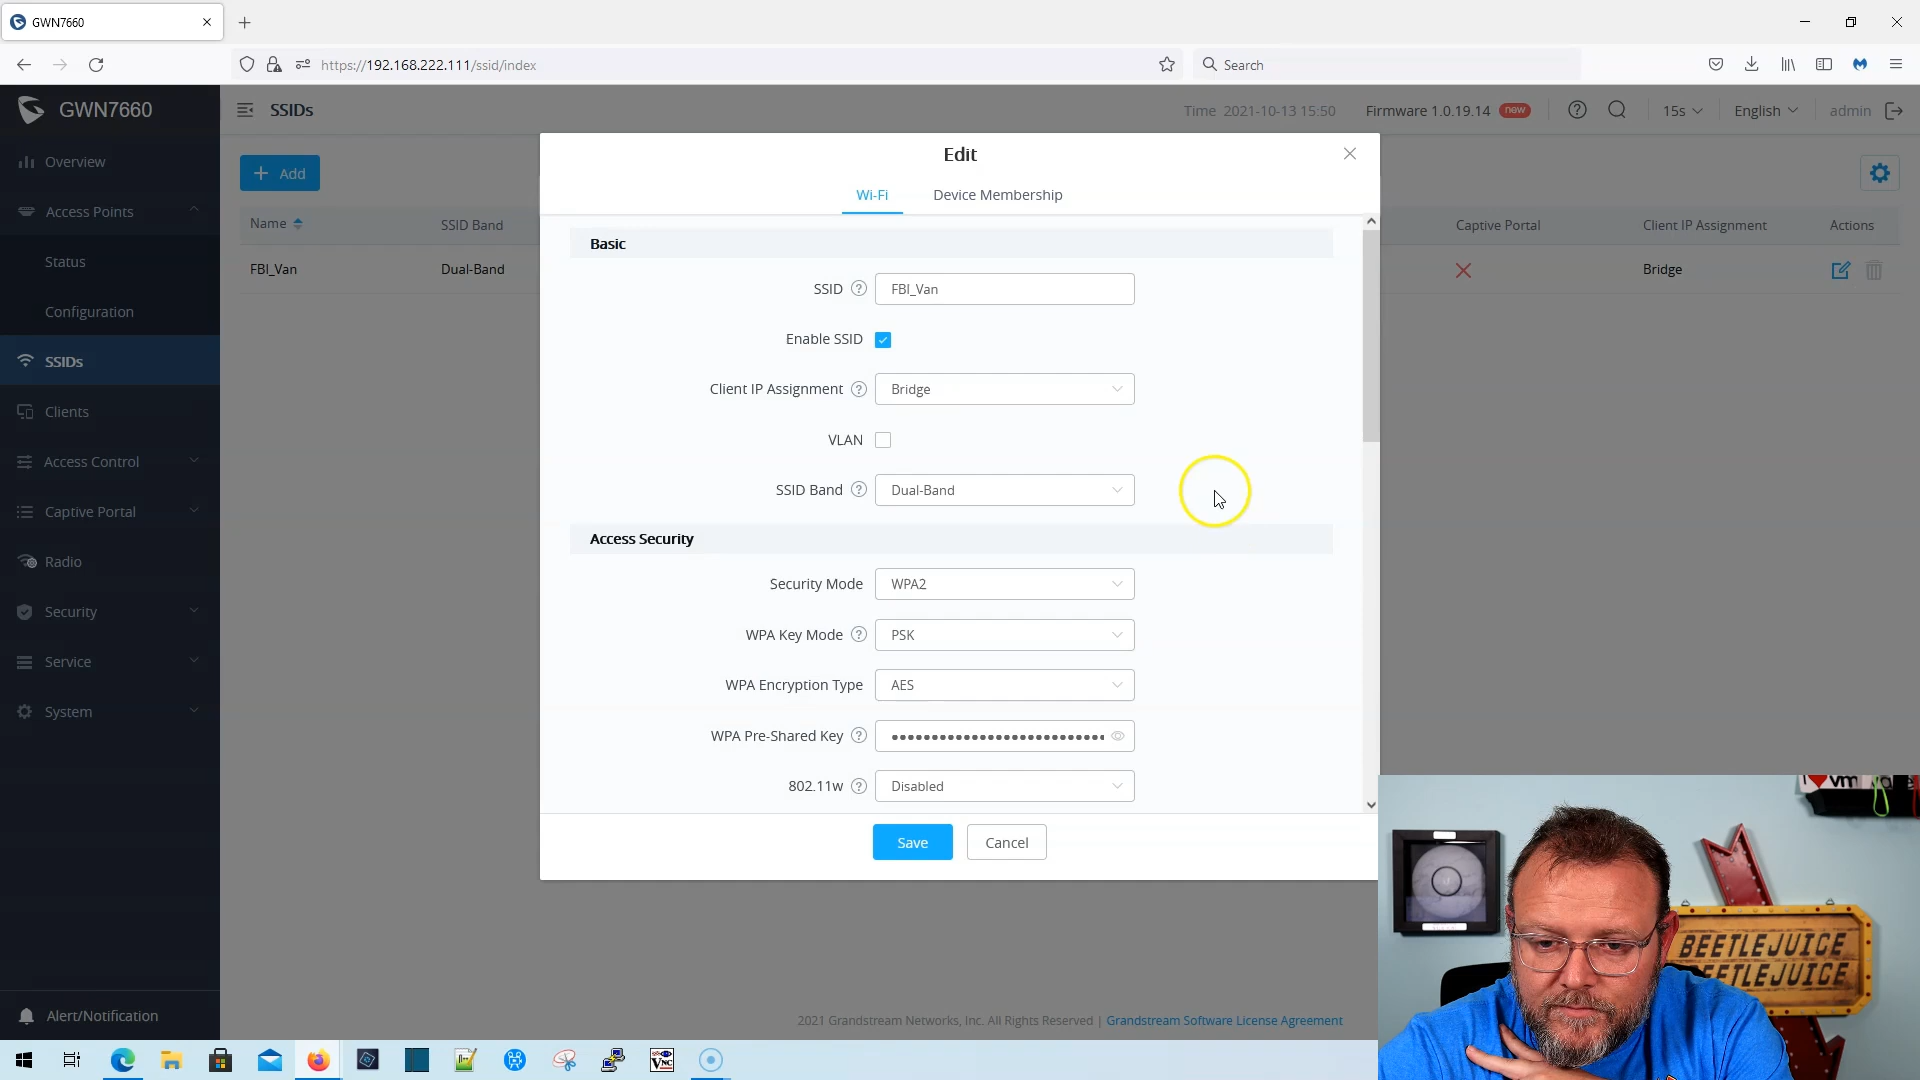 GWN7660
https://192.168.222.111/ssid/index
Search
GWN7660
SSIDs
Time 2021-10-13 15:50
Firmware 1.0.19.14 new
15s
English
admin
Overview
Access Points
Status
Configuration
SSIDs
Clients
Access Control
Captive Portal
Radio
Security
Service
System
Alert/Notification
+ Add
Name
SSID Band
Captive Portal
Client IP Assignment
Actions
FBI_Van
Dual-Band
Bridge
Edit
Wi-Fi
Device Membership
Basic
SSID ? FBI_Van
Enable SSID
Client IP Assignment ? Bridge
VLAN
SSID Band ? Dual-Band
Access Security
Security Mode WPA2
WPA Key Mode ? PSK
WPA Encryption Type AES
WPA Pre-Shared Key ? •••••••••••••••••••••••••••
802.11w ? Disabled
Save
Cancel
2021 Grandstream Networks, Inc. All Rights Reserved | Grandstream Software License Agreement
BEETLEJUICE
BEETLEJUICE